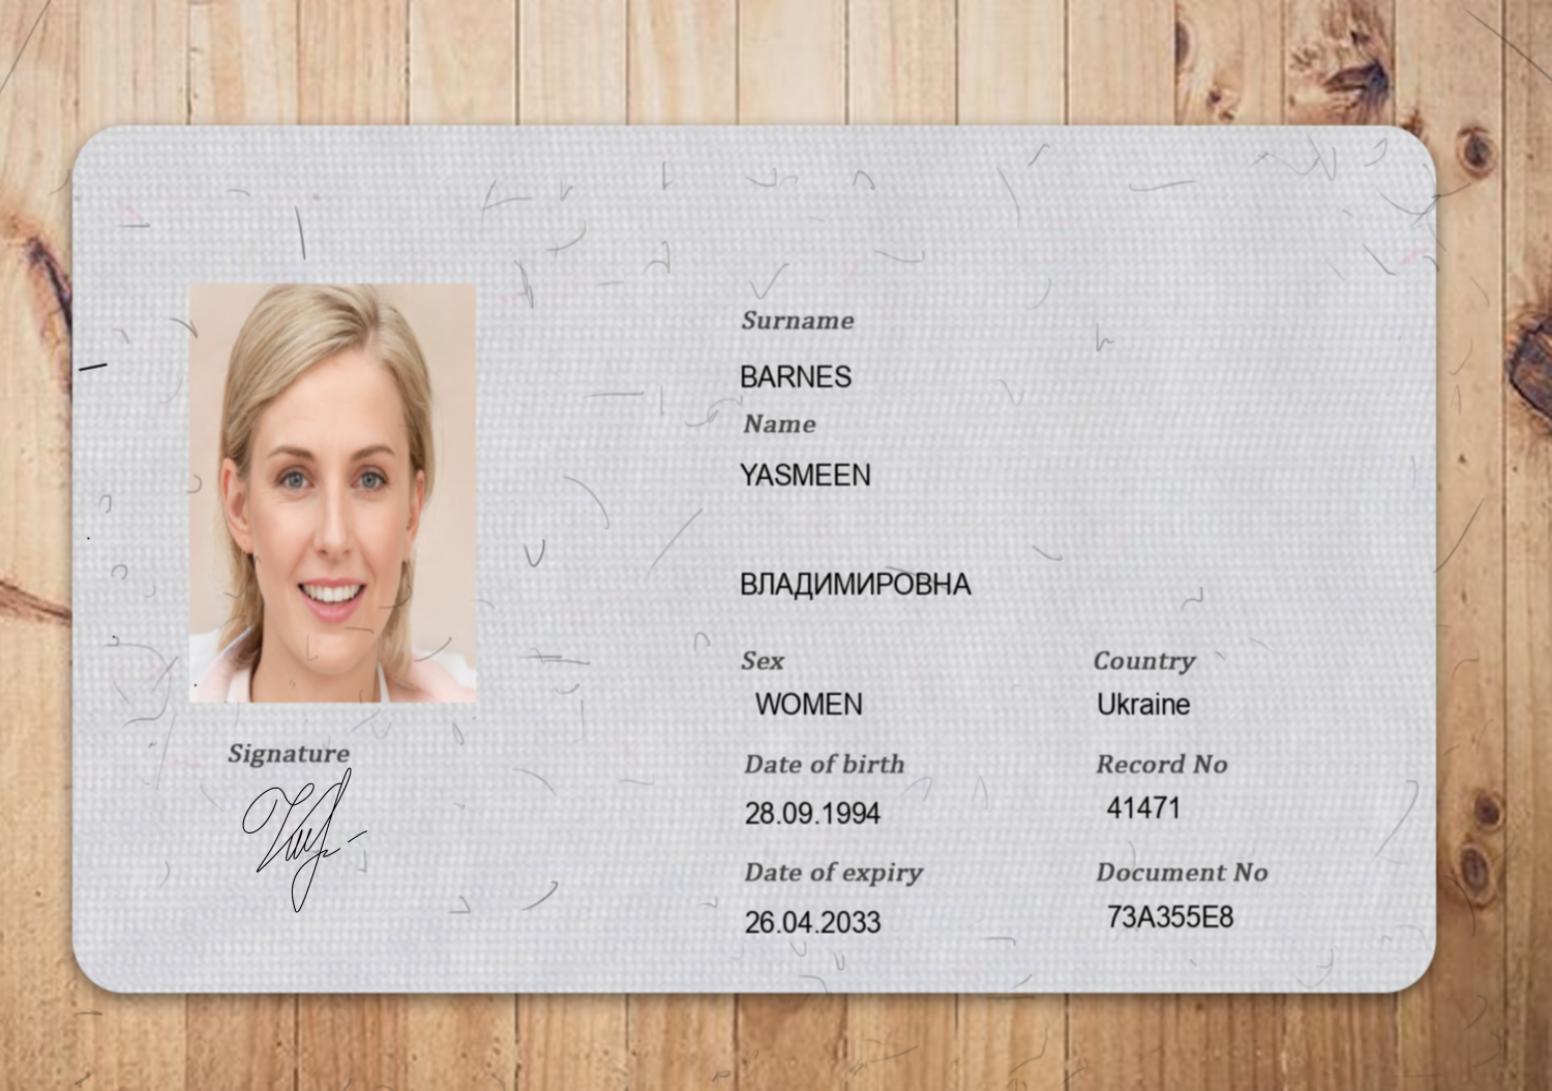 Surname
BARNES
Name
YASMEEN
ВЛАДИМИРОВНА
Sex
Country
WOMEN
Ukraine
Date of birth
Record No
28.09.1994
41471
Date of expiry
Document No
26.04.2033
73A355E8
Signature